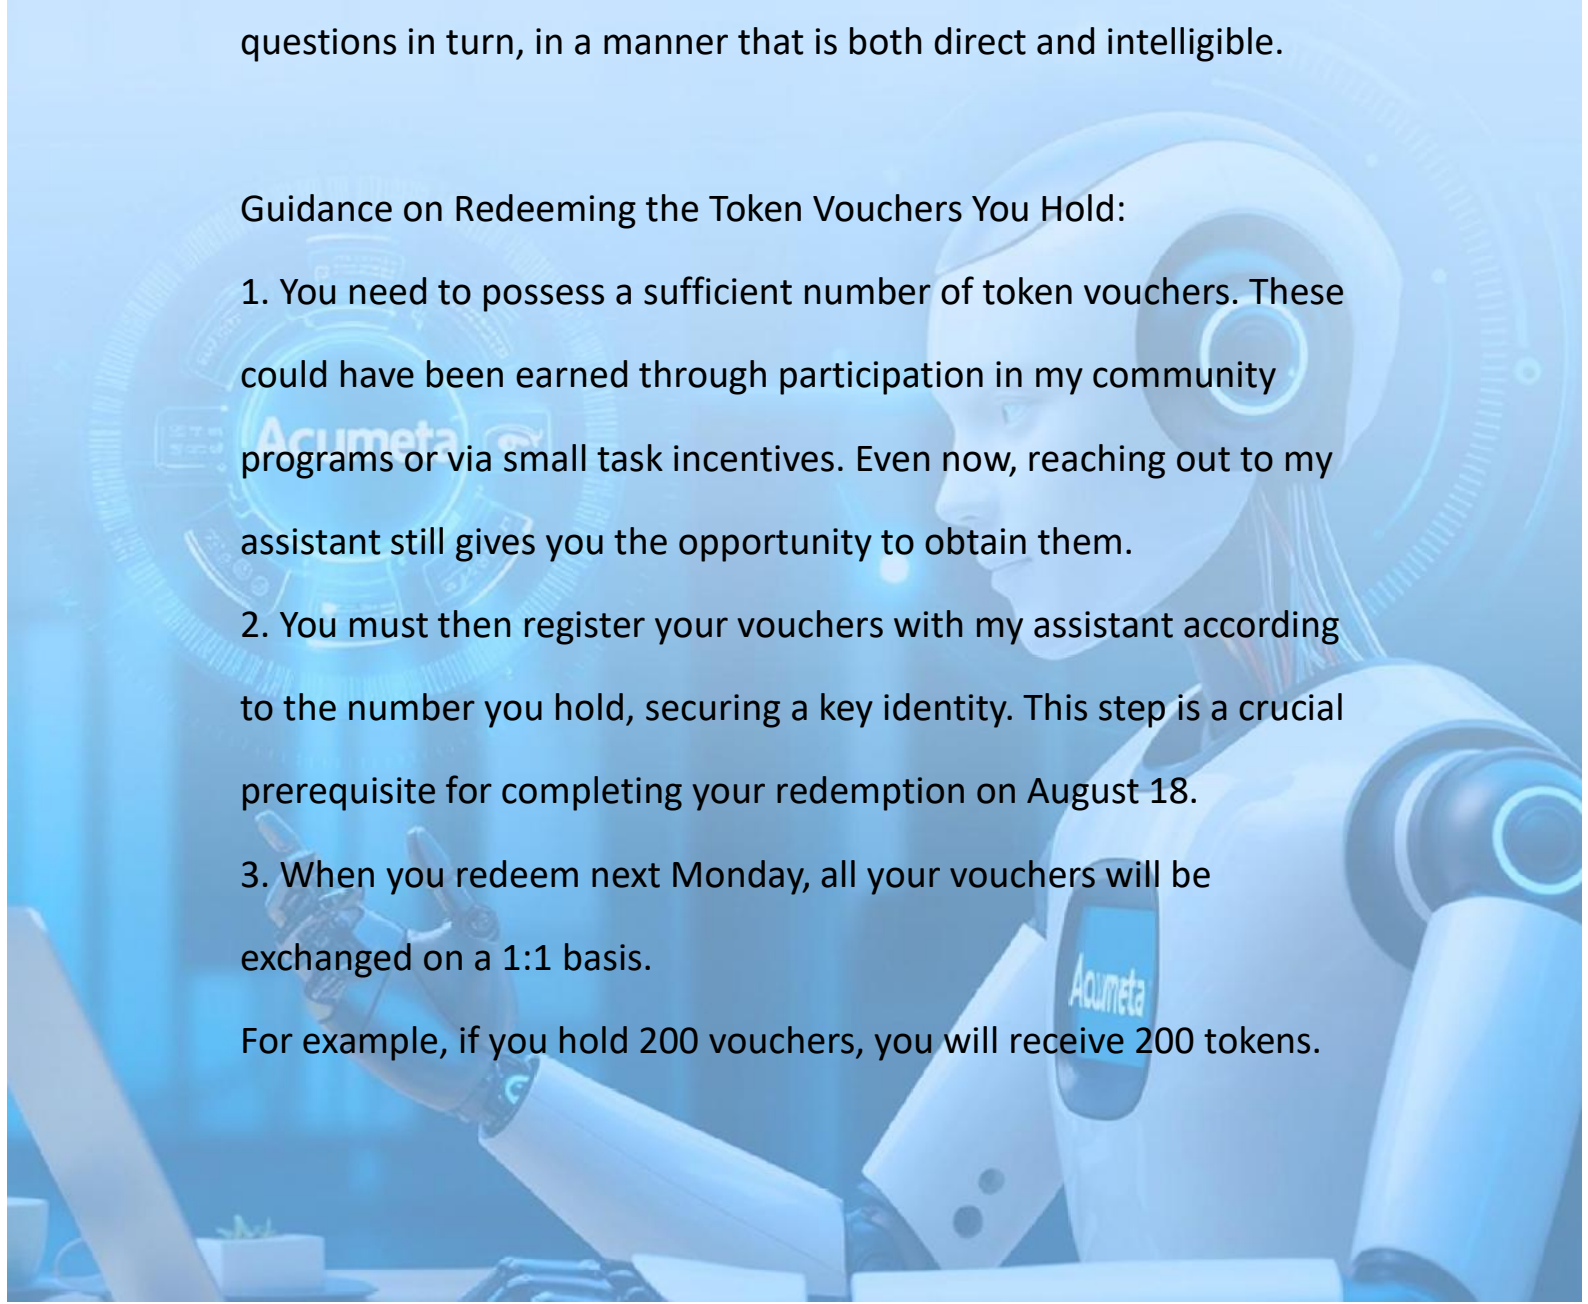 questions in turn, in a manner that is both direct and intelligible.
Guidance on Redeeming the Token Vouchers You Hold:
1. You need to possess a sufficient number of token vouchers. These
could have been earned through participation in my community
Acumeta
programs or via small task incentives. Even now, reaching out to my
assistant still gives you the opportunity to obtain them.
2. You must then register your vouchers with my assistant according
to the number you hold, securing a key identity. This step is a crucial
prerequisite for completing your redemption on August 18.
3. When you redeem next Monday, all your vouchers will be
exchanged on a 1:1 basis.
Acumeta
For example, if you hold 200 vouchers, you will receive 200 tokens.